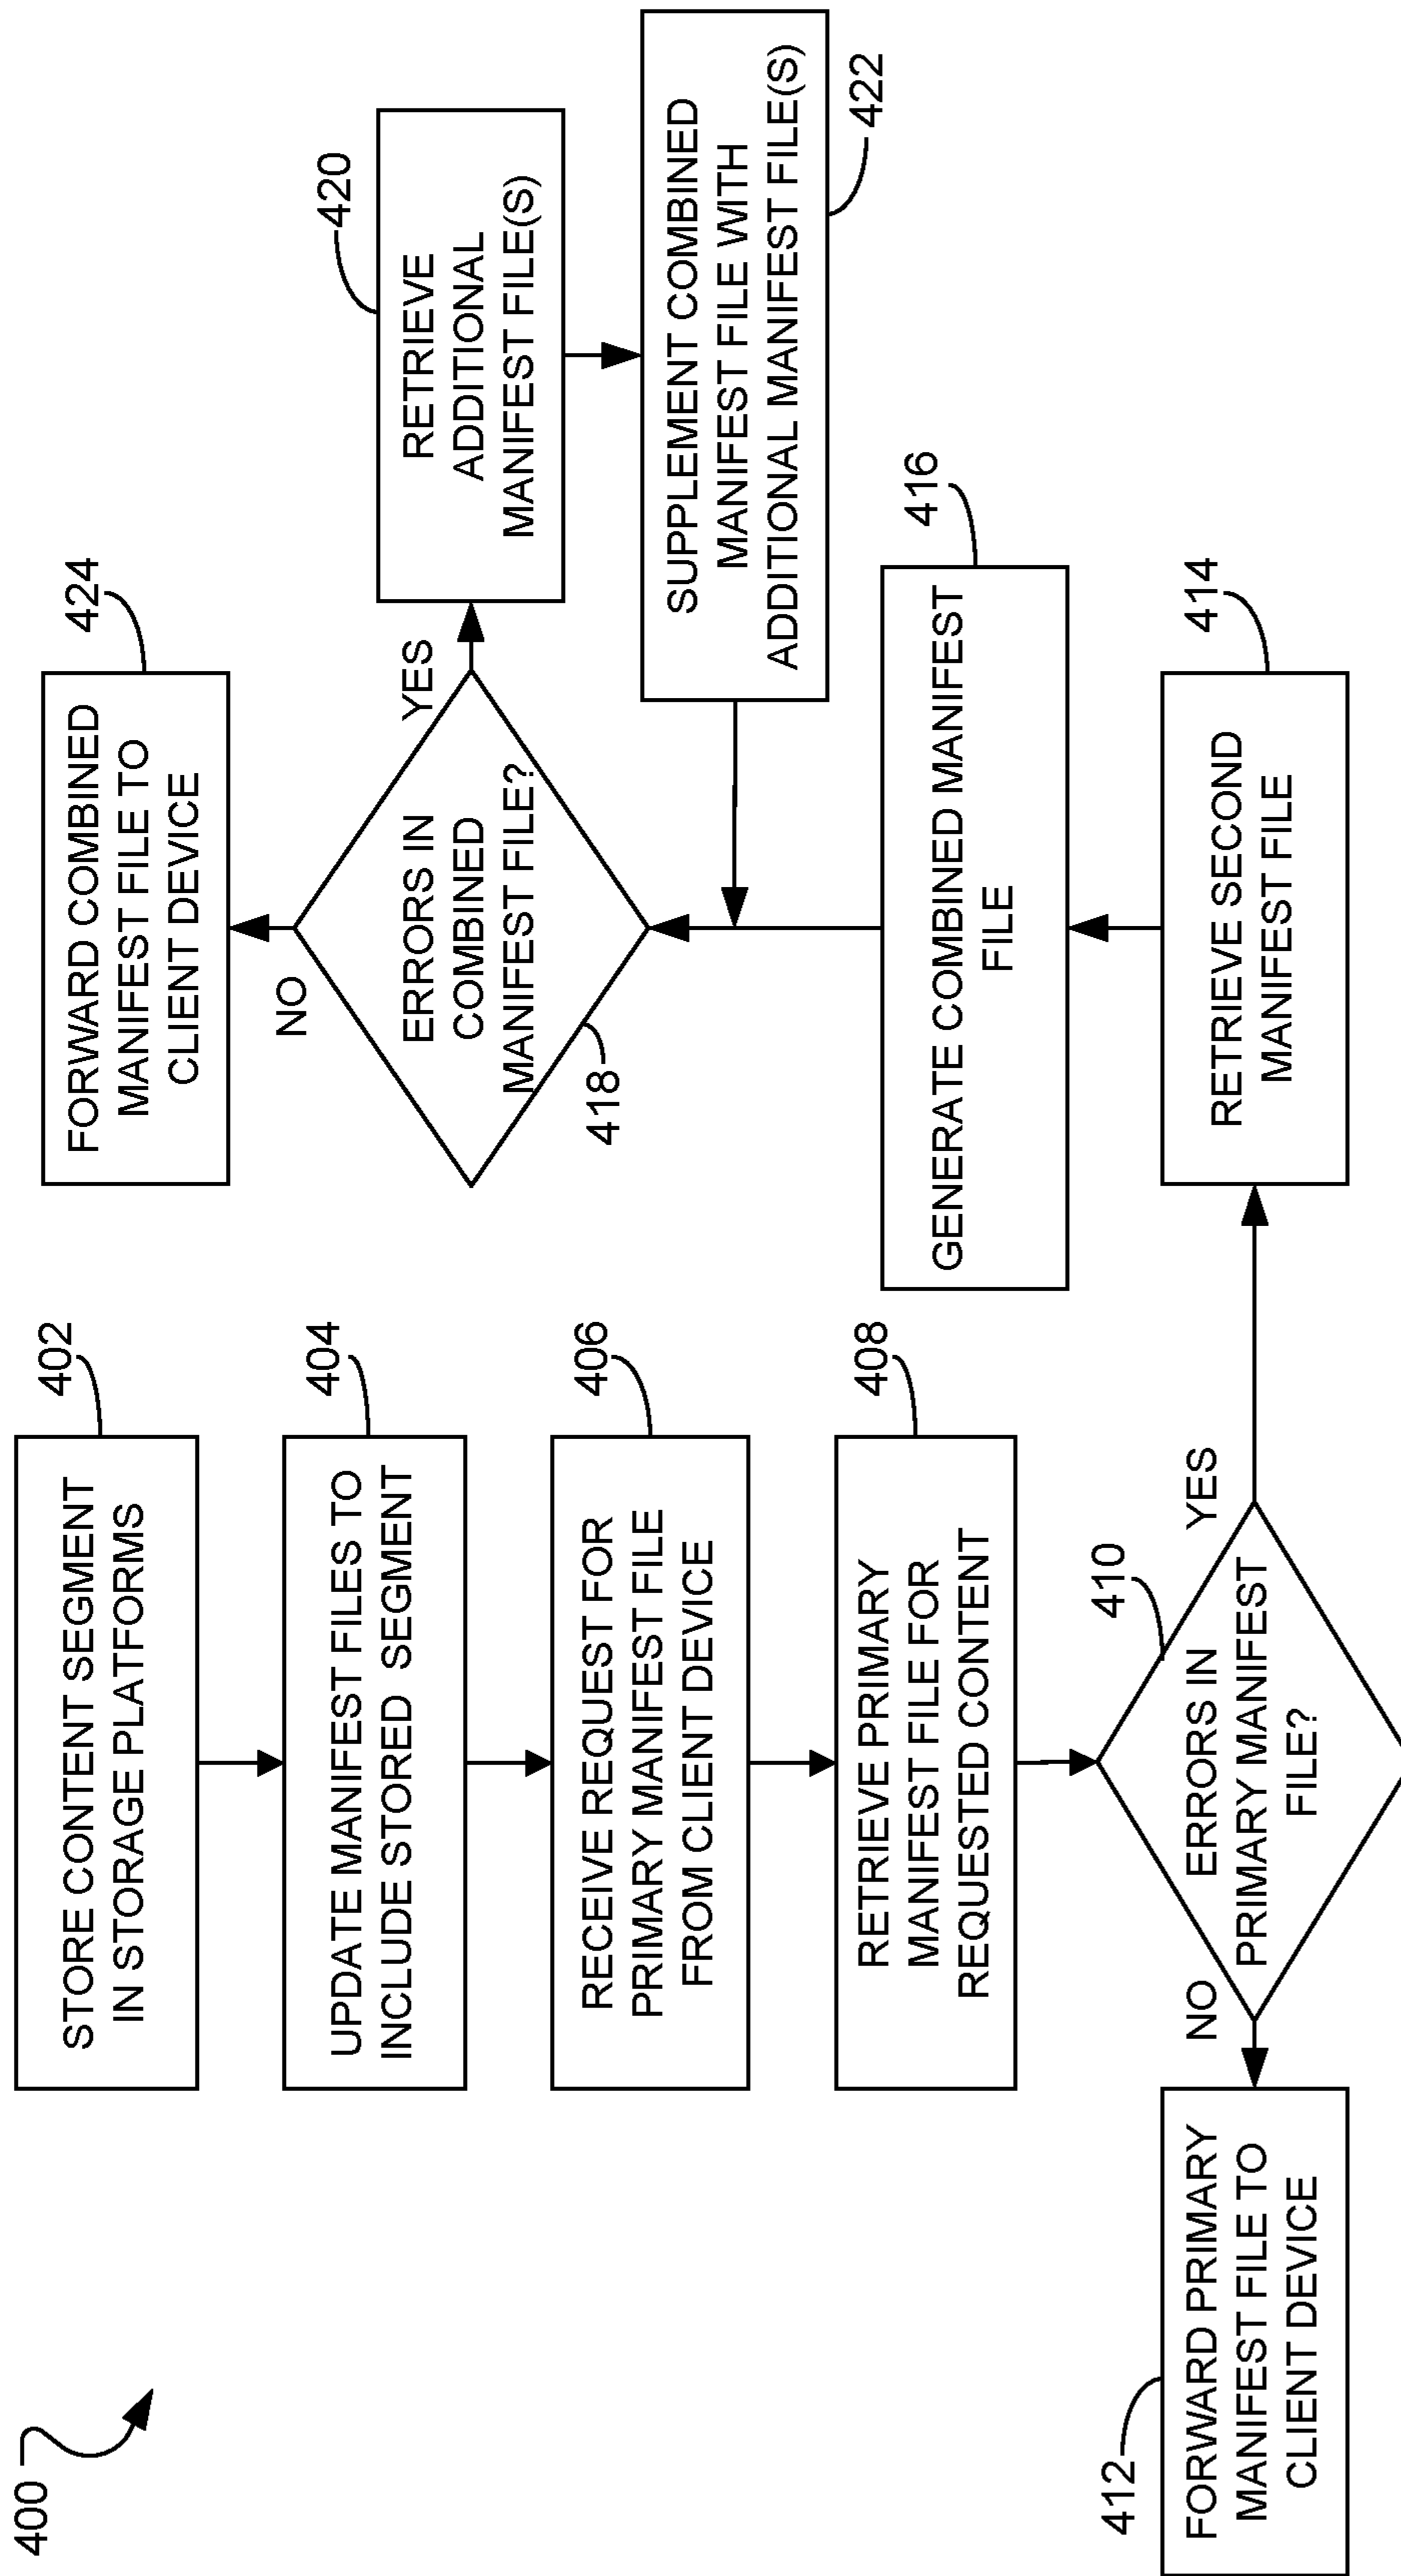 400
402
STORE CONTENT SEGMENT
IN STORAGE PLATFORMS
404
UPDATE MANIFEST FILES TO
INCLUDE STORED SEGMENT
406
RECEIVE REQUEST FOR
PRIMARY MANIFEST FILE
FROM CLIENT DEVICE
408
RETRIEVE PRIMARY
MANIFEST FILE FOR
REQUESTED CONTENT
410
ERRORS IN
PRIMARY MANIFEST
FILE?
NO
YES
412
FORWARD PRIMARY
MANIFEST FILE TO
CLIENT DEVICE
414
RETRIEVE SECOND
MANIFEST FILE
416
GENERATE COMBINED MANIFEST
FILE
418
ERRORS IN
COMBINED
MANIFEST FILE?
NO
YES
420
RETRIEVE
ADDITIONAL
MANIFEST FILE(S)
422
SUPPLEMENT COMBINED
MANIFEST FILE WITH
ADDITIONAL MANIFEST FILE(S)
424
FORWARD COMBINED
MANIFEST FILE TO
CLIENT DEVICE